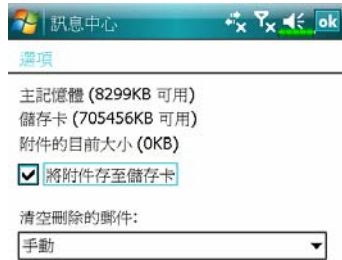 訊息中心 ok
選項
主記憶體 (8299KB 可用)
儲存卡 (705456KB 可用)
附件的目前大小 (0KB)
將附件存至儲存卡
清空刪除的郵件:
手動